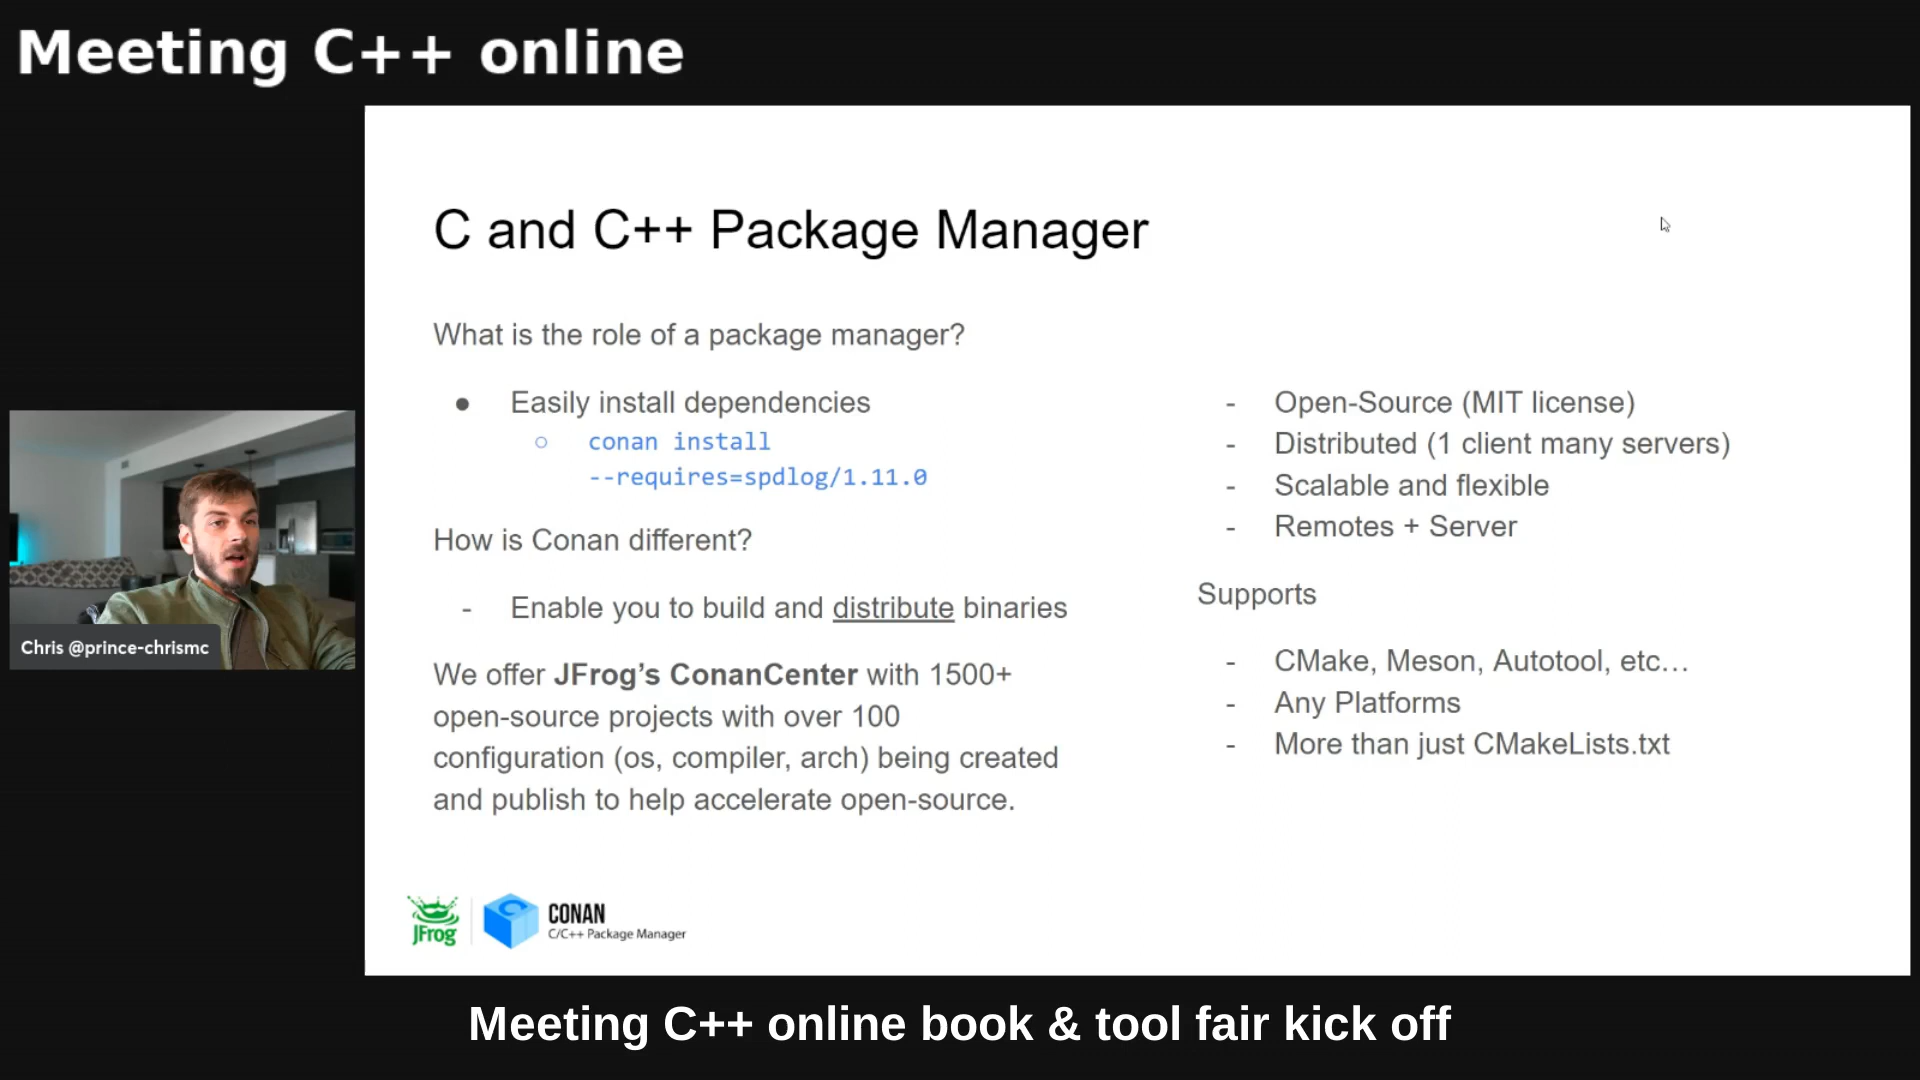 Meeting C++ online
C and C++ Package Manager
What is the role of a package manager?
● Easily install dependencies
○ conan install
--requires=spdlog/1.11.0
How is Conan different?
- Enable you to build and distribute binaries
We offer JFrog’s ConanCenter with 1500+
open-source projects with over 100
configuration (os, compiler, arch) being created
and publish to help accelerate open-source.
- Open-Source (MIT license)
- Distributed (1 client many servers)
- Scalable and flexible
- Remotes + Server
Supports
- CMake, Meson, Autotool, etc…
- Any Platforms
- More than just CMakeLists.txt
Chris @prince-chrismc
JFrog
CONAN
C/C++ Package Manager
Meeting C++ online book & tool fair kick off